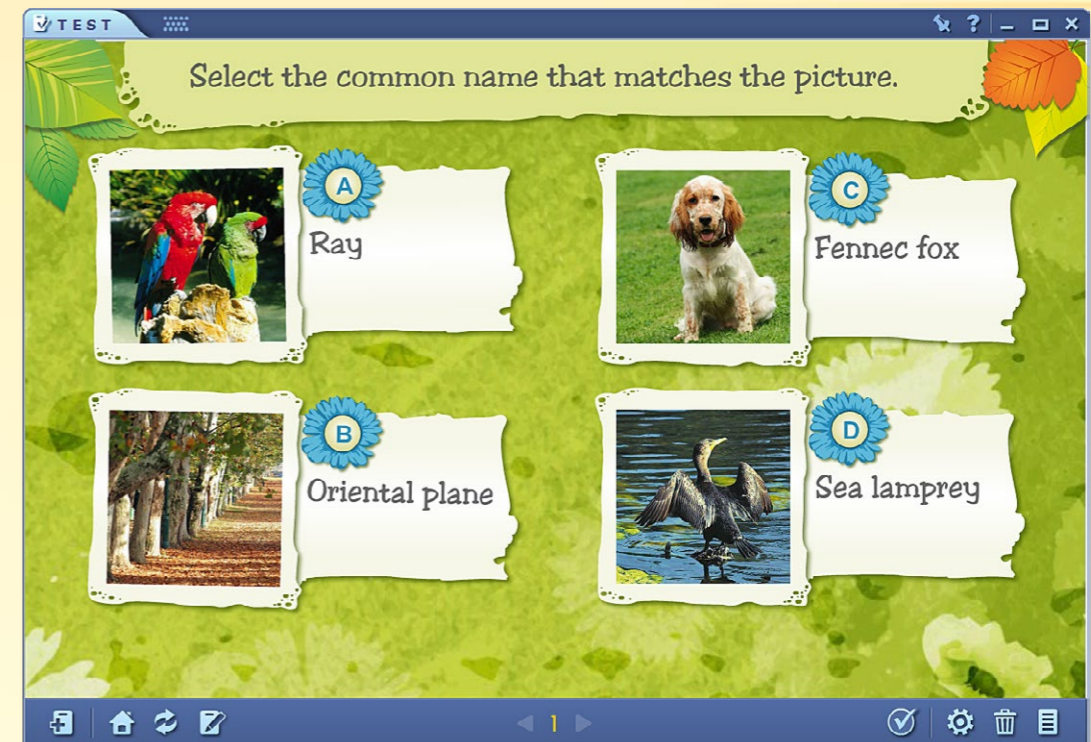 TEST
?
Select the common name that matches the picture.
A
Ray
C
Fennec fox
B
Oriental plane
D
Sea lamprey
1